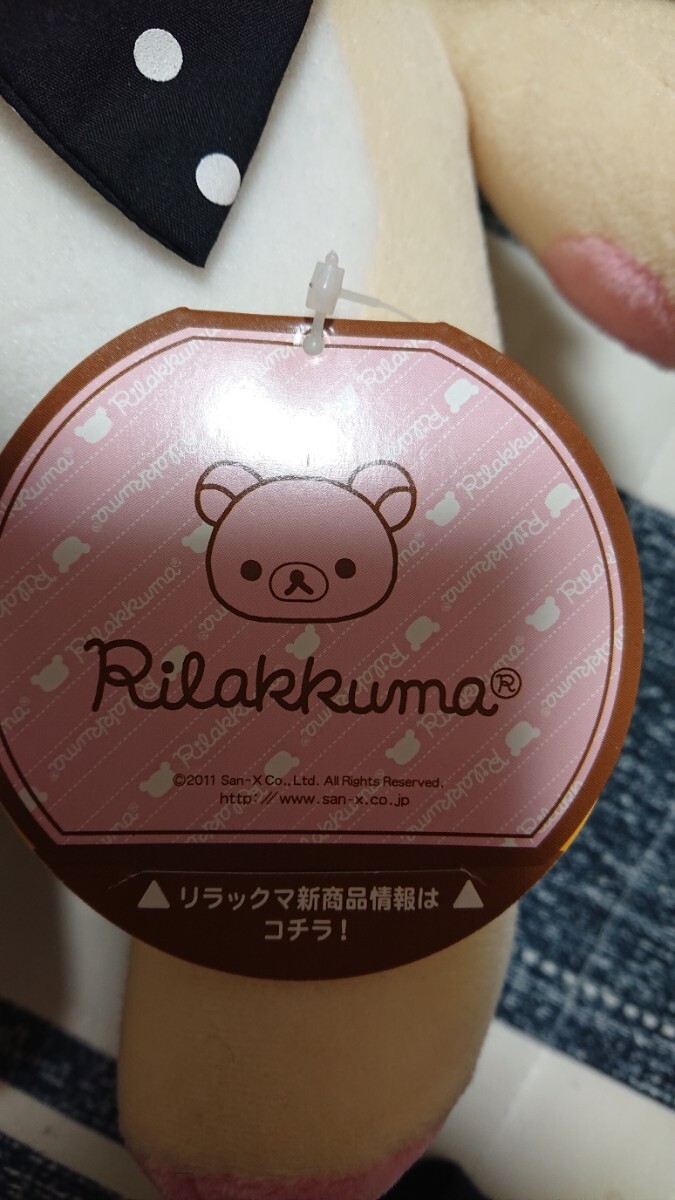 Rilakkuma®
©2011 San-X Co., Ltd. All Rights Reserved.
http://www.san-x.co.jp
▲ リラックマ新商品情報は ▲
コチラ！